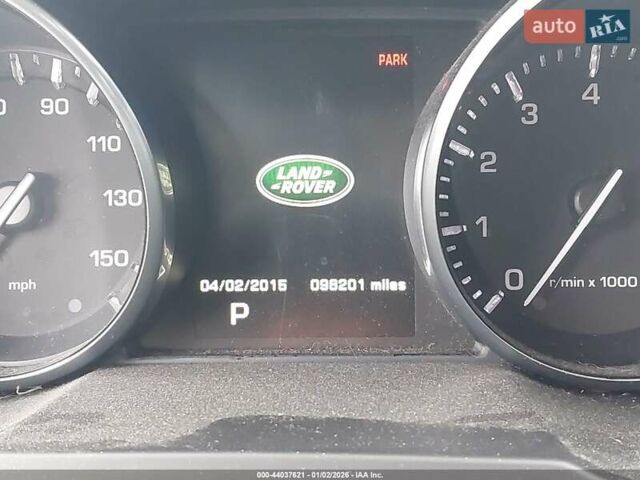 auto RIA .com
PARK
90
4
3
110
LAND
ROVER
2
130
1
150
0
mph
04/02/2015 098201 miles
r/min x 1000
P
000-44037621 - 01/02/2026 - IAA Inc.